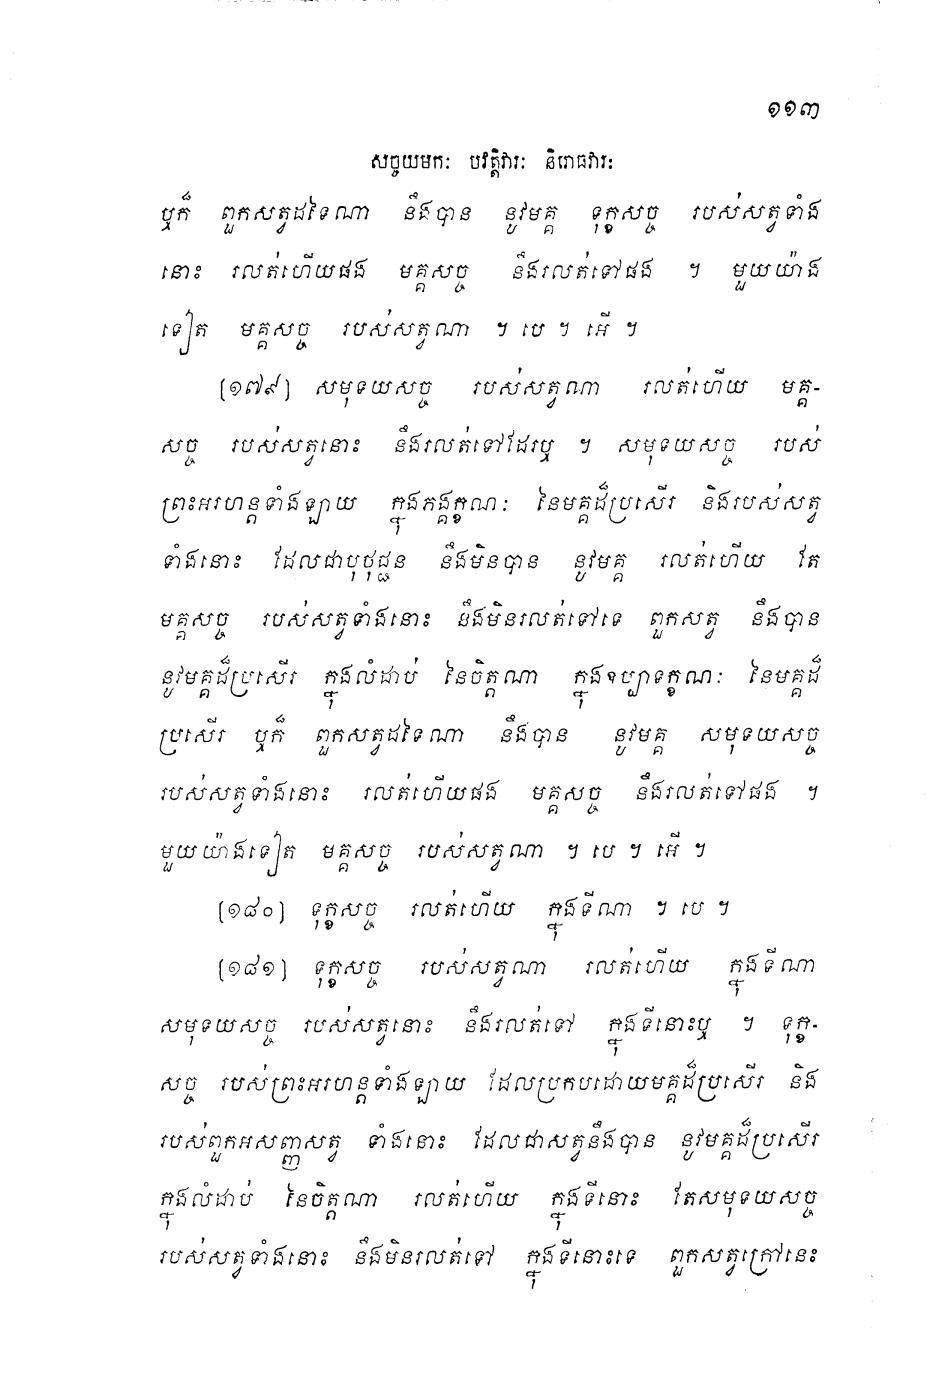 ១១៣
សច្ចយមកៈ បវត្តិវារៈ និរោធវារៈ
ឬក៏ ពួកសត្វដទៃណា នឹងបាន នូវមគ្គ ទុក្ខសច្ច របស់សត្វទាំង
នោះ រលត់ហើយផង មគ្គសច្ច នឹងរលត់ទៅផង ។ មួយយ៉ាង
ទៀត មគ្គសច្ច របស់សត្វណា ។ បេ ។ អើ ។
(១៧៩) សមុទយសច្ច របស់សត្វណា រលត់ហើយ មគ្គ-
សច្ច របស់សត្វនោះ នឹងរលត់ទៅដែរឬ ។ សមុទយសច្ច របស់
ព្រះអរហន្តទាំងឡាយ ក្នុងភង្គក្ខណៈ នៃមគ្គដ៏ប្រសើរ និងរបស់សត្វ
ទាំងនោះ ដែលជាបុថុជ្ជន នឹងមិនបាន នូវមគ្គ រលត់ហើយ តែ
មគ្គសច្ច របស់សត្វទាំងនោះ នឹងមិនរលត់ទៅទេ ពួកសត្វ នឹងបាន
នូវមគ្គដ៏ប្រសើរ ក្នុងលំដាប់ នៃចិត្តណា ក្នុងឧប្បាទក្ខណៈ នៃមគ្គដ៏
ប្រសើរ ឬក៏ ពួកសត្វដទៃណា នឹងបាន នូវមគ្គ សមុទយសច្ច
របស់សត្វទាំងនោះ រលត់ហើយផង មគ្គសច្ច នឹងរលត់ទៅផង ។
មួយយ៉ាងទៀត មគ្គសច្ច របស់សត្វណា ។ បេ ។ អើ ។
(១៨០) ទុក្ខសច្ច រលត់ហើយ ក្នុងទីណា ។ បេ ។
(១៨១) ទុក្ខសច្ច របស់សត្វណា រលត់ហើយ ក្នុងទីណា
សមុទយសច្ច របស់សត្វនោះ នឹងរលត់ទៅ ក្នុងទីនោះឬ ។ ទុក្ខ-
សច្ច របស់ព្រះអរហន្តទាំងឡាយ ដែលប្រកបដោយមគ្គដ៏ប្រសើរ និង
របស់ពួកអសញ្ញសត្វ ទាំងនោះ ដែលជាសត្វនឹងបាន នូវមគ្គដ៏ប្រសើរ
ក្នុងលំដាប់ នៃចិត្តណា រលត់ហើយ ក្នុងទីនោះ តែសមុទយសច្ច
របស់សត្វទាំងនោះ នឹងមិនរលត់ទៅ ក្នុងទីនោះទេ ពួកសត្វក្រៅនេះ